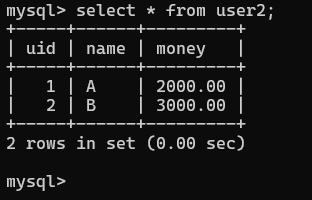 mysql> select * from user2;
+-----+------+---------+
| uid | name | money   |
+-----+------+---------+
|   1 | A    | 2000.00 |
|   2 | B    | 3000.00 |
+-----+------+---------+
2 rows in set (0.00 sec)
mysql>